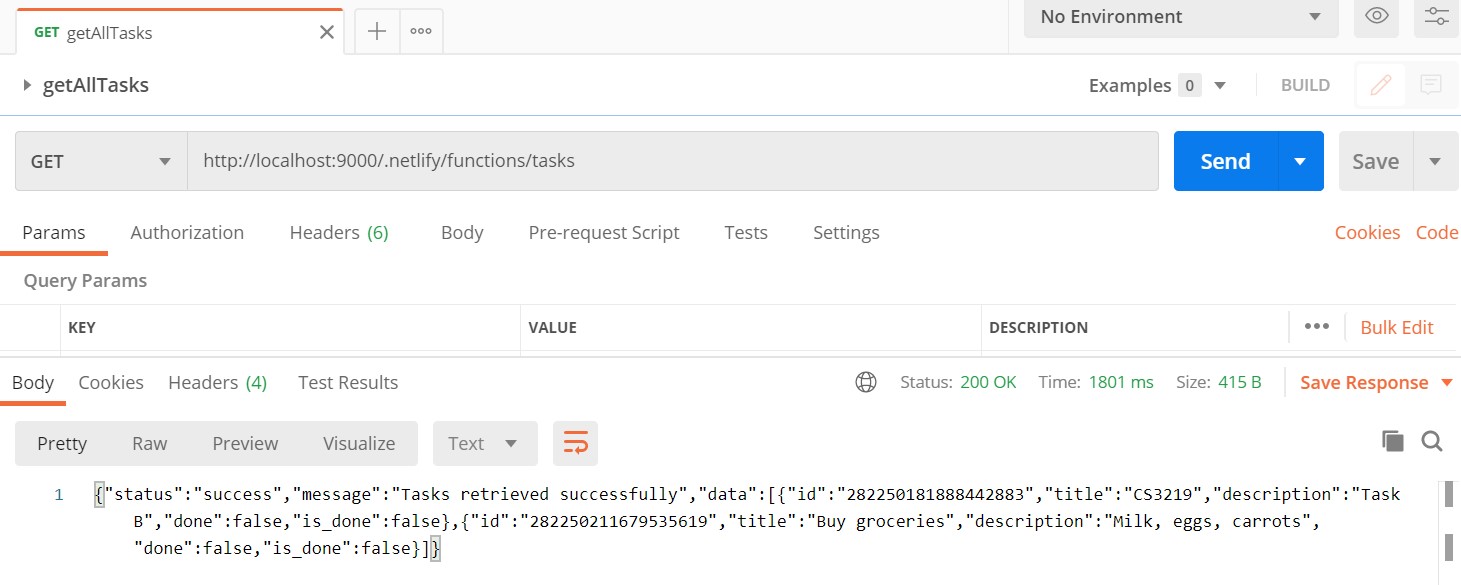 GET getAllTasks
No Environment
getAllTasks
Examples 0 BUILD
GET http://localhost:9000/.netlify/functions/tasks Send Save
Params Authorization Headers (6) Body Pre-request Script Tests Settings Cookies Code
Query Params
KEY VALUE DESCRIPTION Bulk Edit
Body Cookies Headers (4) Test Results Status: 200 OK Time: 1801 ms Size: 415 B Save Response
Pretty Raw Preview Visualize Text
1 {"status":"success","message":"Tasks retrieved successfully","data":[{"id":"282250181888442883","title":"CS3219","description":"Task
B","done":false,"is_done":false},{"id":"282250211679535619","title":"Buy groceries","description":"Milk, eggs, carrots",
"done":false,"is_done":false}]}